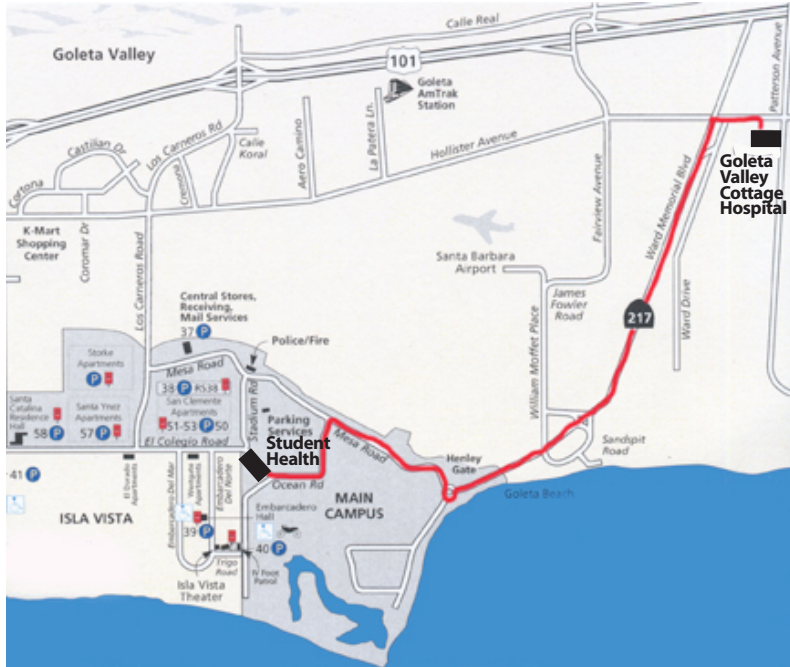 Calle Real
Goleta Valley
101
Goleta
AmTrak
Station
Patterson Avenue
Castilian Dr
Los Carneros Rd
Calle
Koral
Cortona
Cremona
Aero Camino
La Patera Ln.
Hollister Avenue
Fairview Avenue
Ward Memorial Blvd
Goleta
Valley
Cottage
Hospital
K-Mart
Shopping
Center
Coromar Dr
Los Carneros Road
Santa Barbara
Airport
James
Fowler
Road
William Moffet Place
217
Ward Drive
Central Stores,
Receiving,
Mail Services
37 P
Police/Fire
Mesa Road
Storke
Apartments
P
38 P RS38
San Clemente
Apartments
51-53 P 50
Stadium Rd
Parking
Services
Santa
Catalina
Residence
Hall
58 P
Santa Ynez
Apartments
57 P
El Colegio Road
Student
Health
Mesa Road
Henley
Gate
Sandspit
Road
Goleta Beach
41 P
El Dorado
Apartments
Embarcadero Del Mar
Westgate
Apartments
Embarcadero
Del Norte
Ocean Rd
MAIN
CAMPUS
ISLA VISTA
Embarcadero
Hall
39
P
40 P
Trigo
Road
IV Foot
Patrol
Isla Vista
Theater